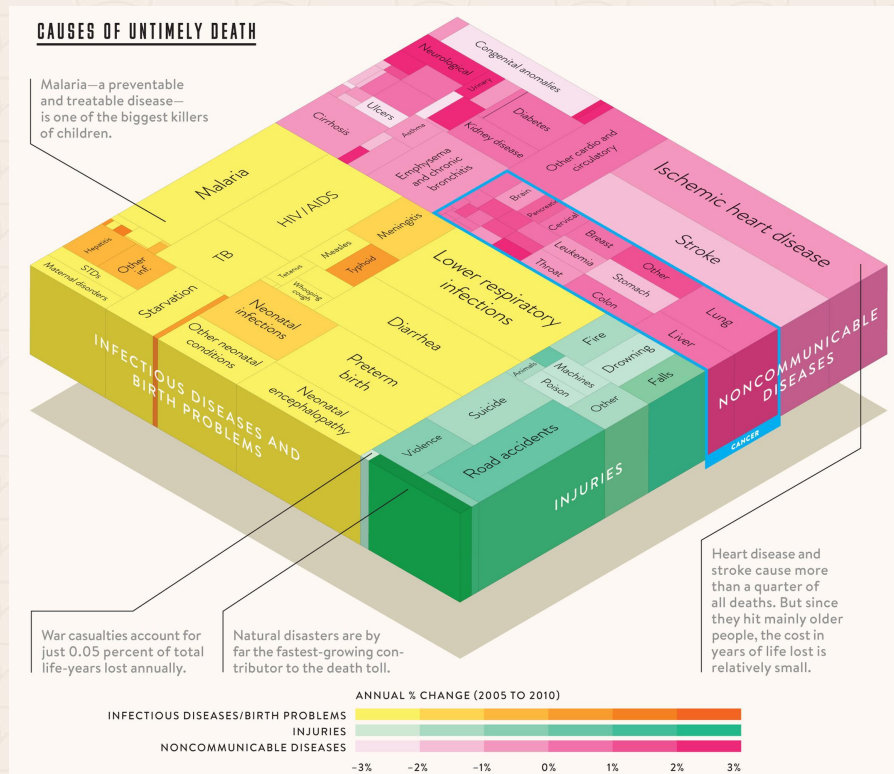 CAUSES OF UNTIMELY DEATH
Malaria—a preventable
and treatable disease—
is one of the biggest killers
of children.
Congenital anomalies
Neurological
Urinary
Ulcers
Diabetes
Cirrhosis
Asthma
Kidney disease
Other cardio and
circulatory
Emphysema
and chronic
bronchitis
Ischemic heart disease
Malaria
HIV/AIDS
Brain
Pancreatic
Cervical
Breast
Stroke
Meningitis
Leukemia
Other
Hepatitis
Other
inf.
TB
Measles
Typhoid
Throat
Stomach
STDs
Tetanus
Whooping
cough
Lower respiratory
infections
Colon
Lung
Maternal disorders
Starvation
Neonatal
infections
Diarrhea
Liver
Other neonatal
conditions
Preterm
birth
Neonatal
encephalopathy
Fire
Drowning
Animals
Machines
Poison
Falls
Suicide
Other
Violence
Road accidents
INFECTIOUS DISEASES AND
BIRTH PROBLEMS
INJURIES
CANCER
NONCOMMUNICABLE
DISEASES
War casualties account for
just 0.05 percent of total
life-years lost annually.
Natural disasters are by
far the fastest-growing con-
tributor to the death toll.
Heart disease and
stroke cause more
than a quarter of
all deaths. But since
they hit mainly older
people, the cost in
years of life lost is
relatively small.
ANNUAL % CHANGE (2005 TO 2010)
INFECTIOUS DISEASES/BIRTH PROBLEMS
INJURIES
NONCOMMUNICABLE DISEASES
–3% –2% –1% 0% 1% 2% 3%